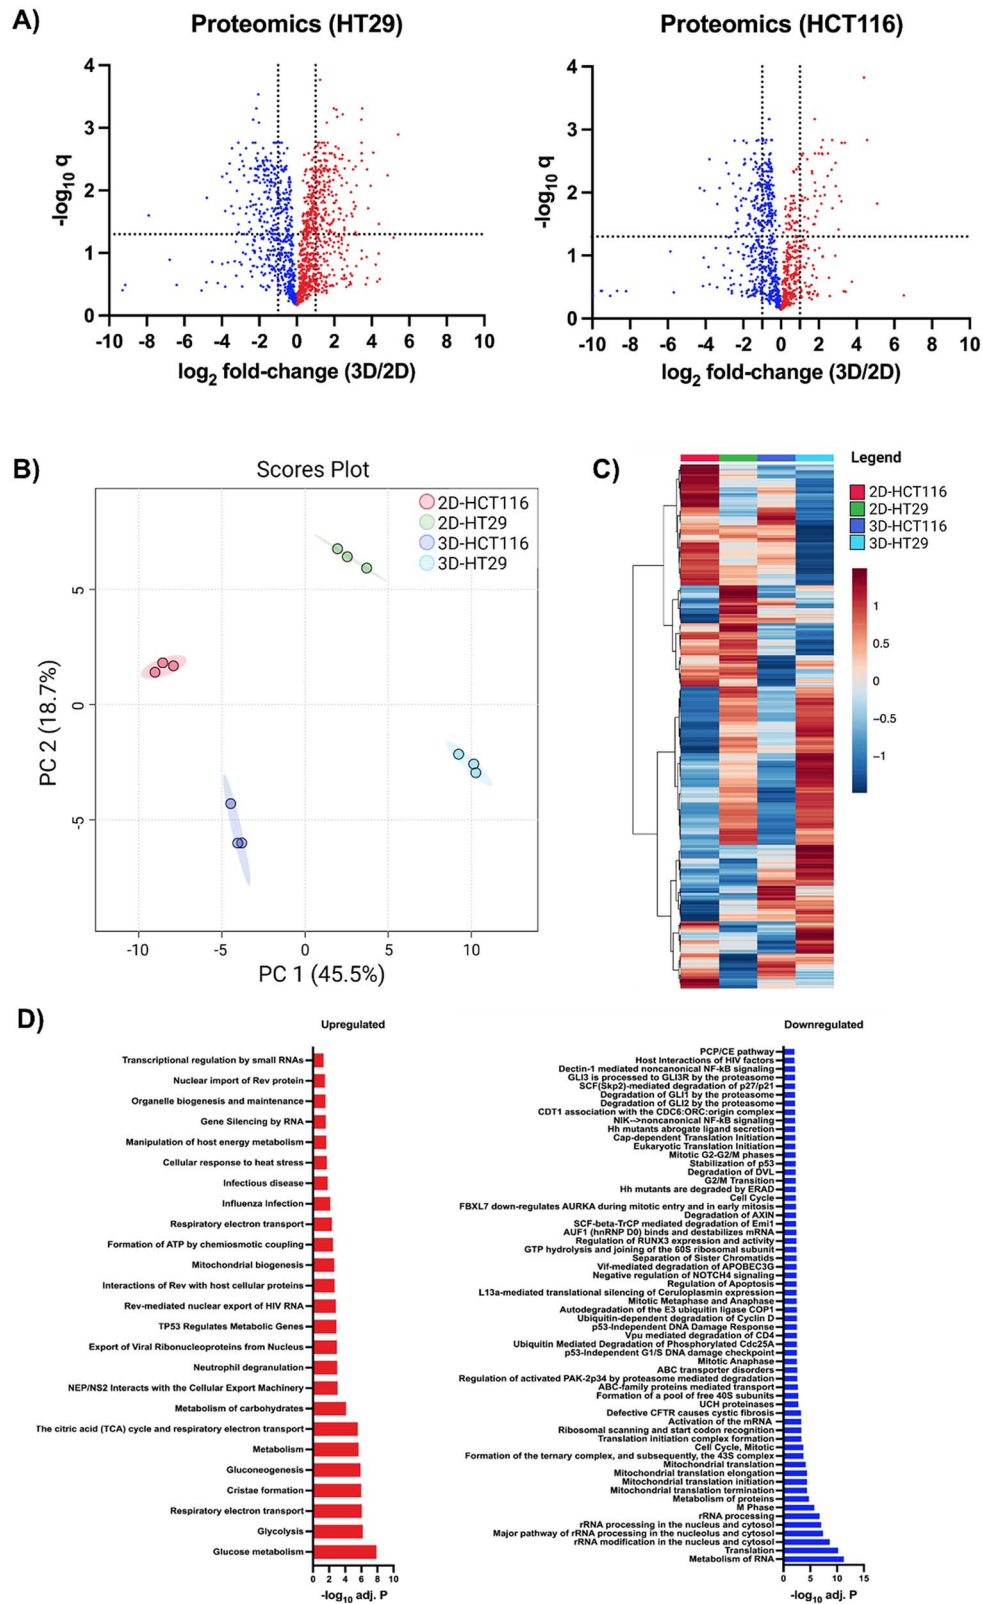 A)
Proteomics (HT29)
Proteomics (HCT116)
4
3
2
1
0
-log10 q
-10 -8 -6 -4 -2 0 2 4 6 8 10
log2 fold-change (3D/2D)
4
3
2
1
0
-log10 q
-10 -8 -6 -4 -2 0 2 4 6 8 10
log2 fold-change (3D/2D)
B)
Scores Plot
2D-HCT116
2D-HT29
3D-HCT116
3D-HT29
5
0
-5
PC 2 (18.7%)
-10 -5 0 5 10
PC 1 (45.5%)
C)
Legend
2D-HCT116
2D-HT29
3D-HCT116
3D-HT29
1
0.5
0
−0.5
−1
D)
Upregulated
Transcriptional regulation by small RNAs
Nuclear import of Rev protein
Organelle biogenesis and maintenance
Gene Silencing by RNA
Manipulation of host energy metabolism
Cellular response to heat stress
Infectious disease
Influenza Infection
Respiratory electron transport
Formation of ATP by chemiosmotic coupling
Mitochondrial biogenesis
Interactions of Rev with host cellular proteins
Rev-mediated nuclear export of HIV RNA
TP53 Regulates Metabolic Genes
Export of Viral Ribonucleoproteins from Nucleus
Neutrophil degranulation
NEP/NS2 Interacts with the Cellular Export Machinery
Metabolism of carbohydrates
The citric acid (TCA) cycle and respiratory electron transport
Metabolism
Gluconeogenesis
Cristae formation
Respiratory electron transport
Glycolysis
Glucose metabolism
0 2 4 6 8 10
-log10 adj. P
Downregulated
PCP/CE pathway
Host Interactions of HIV factors
Dectin-1 mediated noncanonical NF-kB signaling
GLI3 is processed to GLI3R by the proteasome
SCF(Skp2)-mediated degradation of p27/p21
Degradation of GLI1 by the proteasome
Degradation of GLI2 by the proteasome
CDT1 association with the CDC6:ORC:origin complex
NIK-->noncanonical NF-kB signaling
Hh mutants abrogate ligand secretion
Cap-dependent Translation Initiation
Eukaryotic Translation Initiation
Mitotic G2-G2/M phases
Stabilization of p53
Degradation of DVL
G2/M Transition
Hh mutants are degraded by ERAD
Cell Cycle
FBXL7 down-regulates AURKA during mitotic entry and in early mitosis
Degradation of AXIN
SCF-beta-TrCP mediated degradation of Emi1
AUF1 (hnRNP D0) binds and destabilizes mRNA
Regulation of RUNX3 expression and activity
GTP hydrolysis and joining of the 60S ribosomal subunit
Separation of Sister Chromatids
Vif-mediated degradation of APOBEC3G
Negative regulation of NOTCH4 signaling
Regulation of Apoptosis
L13a-mediated translational silencing of Ceruloplasmin expression
Mitotic Metaphase and Anaphase
Autodegradation of the E3 ubiquitin ligase COP1
Ubiquitin-dependent degradation of Cyclin D
p53-Independent DNA Damage Response
Vpu mediated degradation of CD4
Ubiquitin Mediated Degradation of Phosphorylated Cdc25A
p53-Independent G1/S DNA damage checkpoint
Mitotic Anaphase
ABC transporter disorders
Regulation of activated PAK-2p34 by proteasome mediated degradation
ABC-family proteins mediated transport
Formation of a pool of free 40S subunits
UCH proteinases
Defective CFTR causes cystic fibrosis
Activation of the mRNA
Ribosomal scanning and start codon recognition
Translation initiation complex formation
Cell Cycle, Mitotic
Formation of the ternary complex, and subsequently, the 43S complex
Mitochondrial translation
Mitochondrial translation elongation
Mitochondrial translation initiation
Mitochondrial translation termination
Metabolism of proteins
M Phase
rRNA processing
rRNA processing in the nucleus and cytosol
Major pathway of rRNA processing in the nucleolus and cytosol
rRNA modification in the nucleus and cytosol
Translation
Metabolism of RNA
0 5 10 15
-log10 adj. P